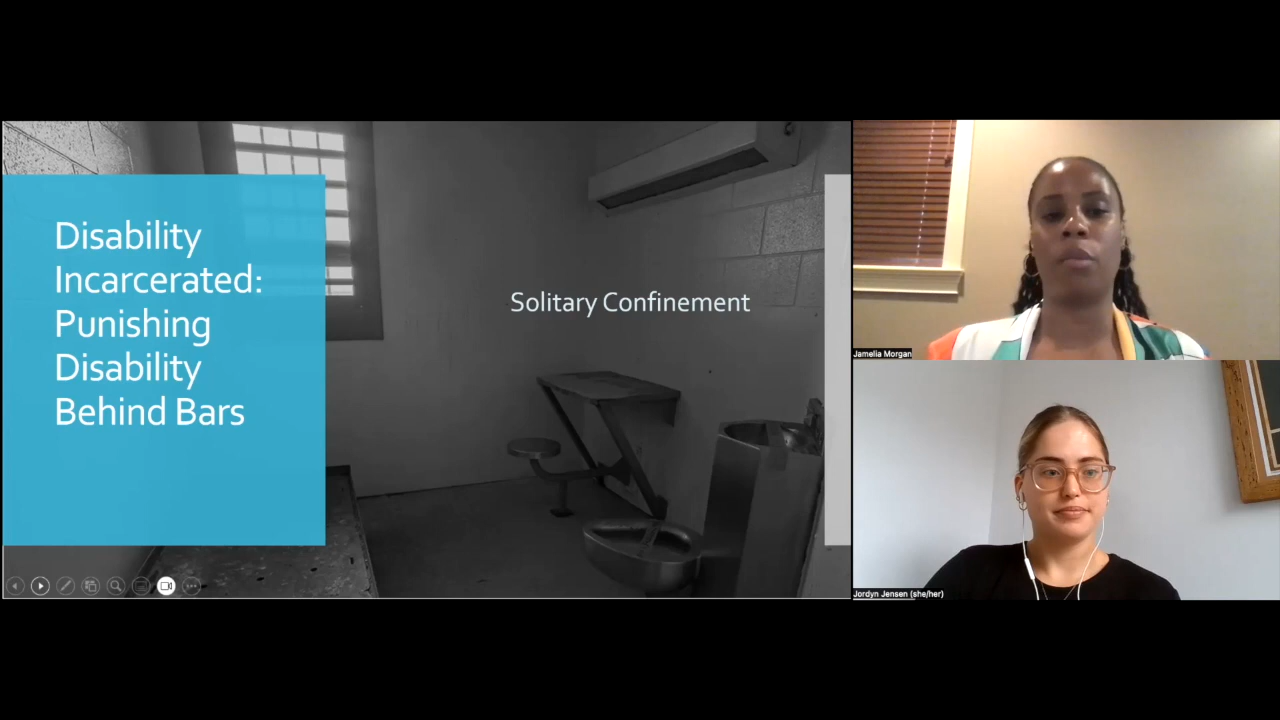 Disability
Incarcerated:
Punishing
Disability
Behind Bars
Solitary Confinement
Jamelia Morgan
Jordyn Jensen (she/her)